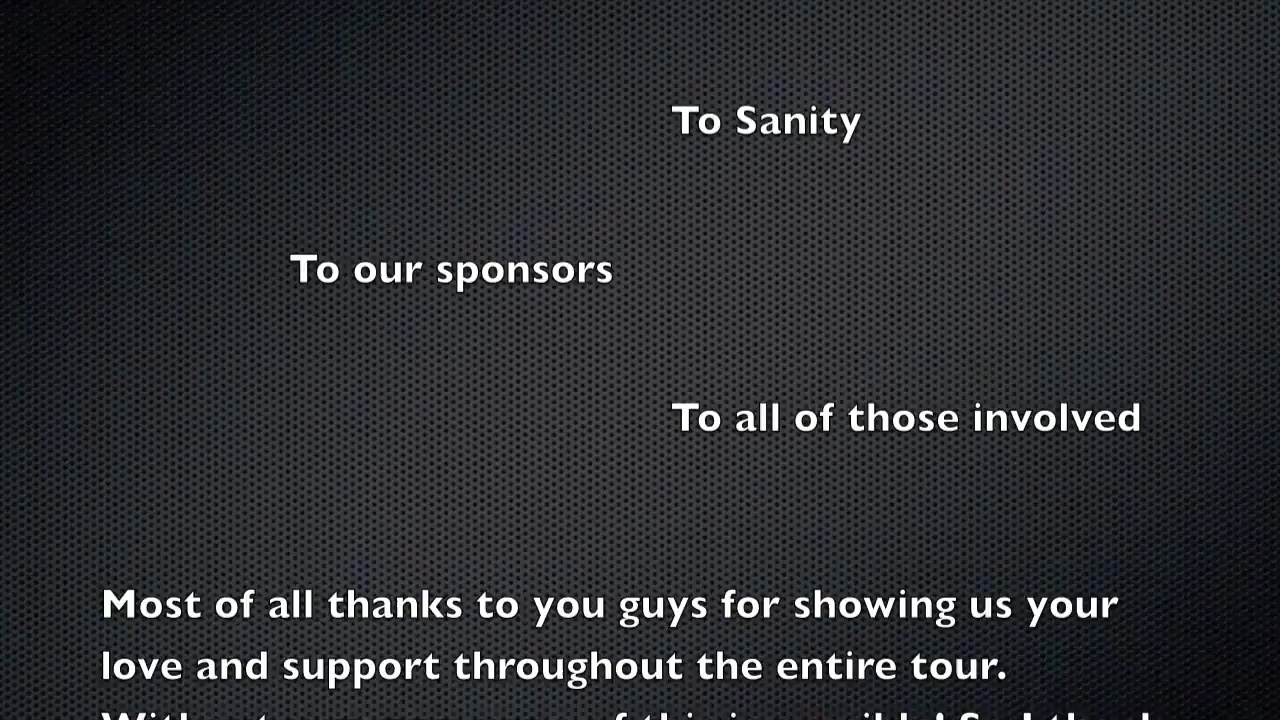 To Sanity
To our sponsors
To all of those involved
Most of all thanks to you guys for showing us your
love and support throughout the entire tour.